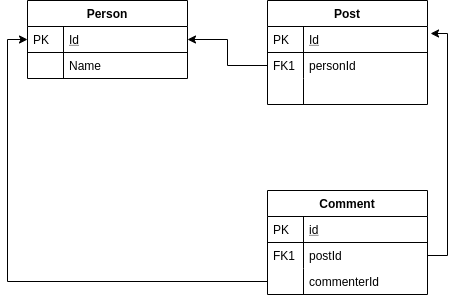 Person
PK Id
Name
Post
PK Id
FK1 personId
Comment
PK id
FK1 postId
commenterId